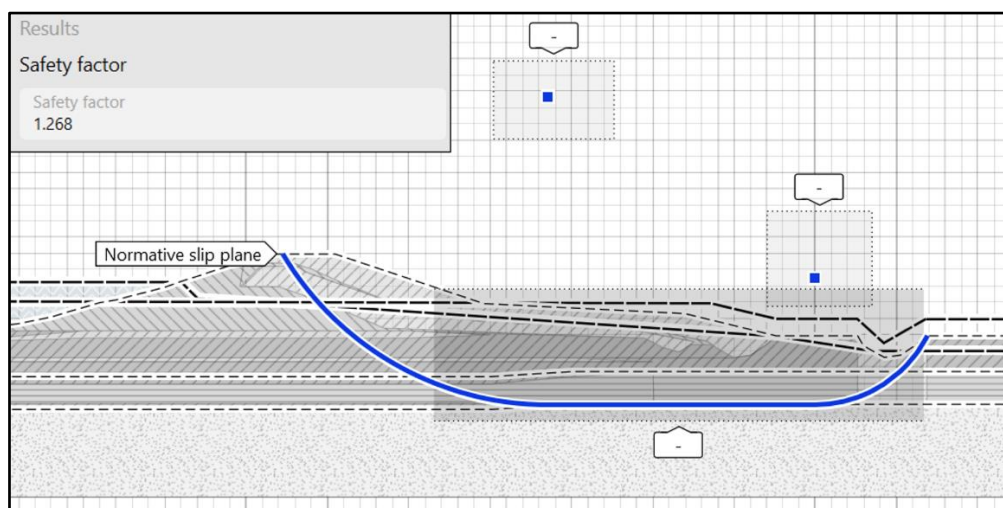 Results
Safety factor
Safety factor
1.268
-
-
Normative slip plane
-